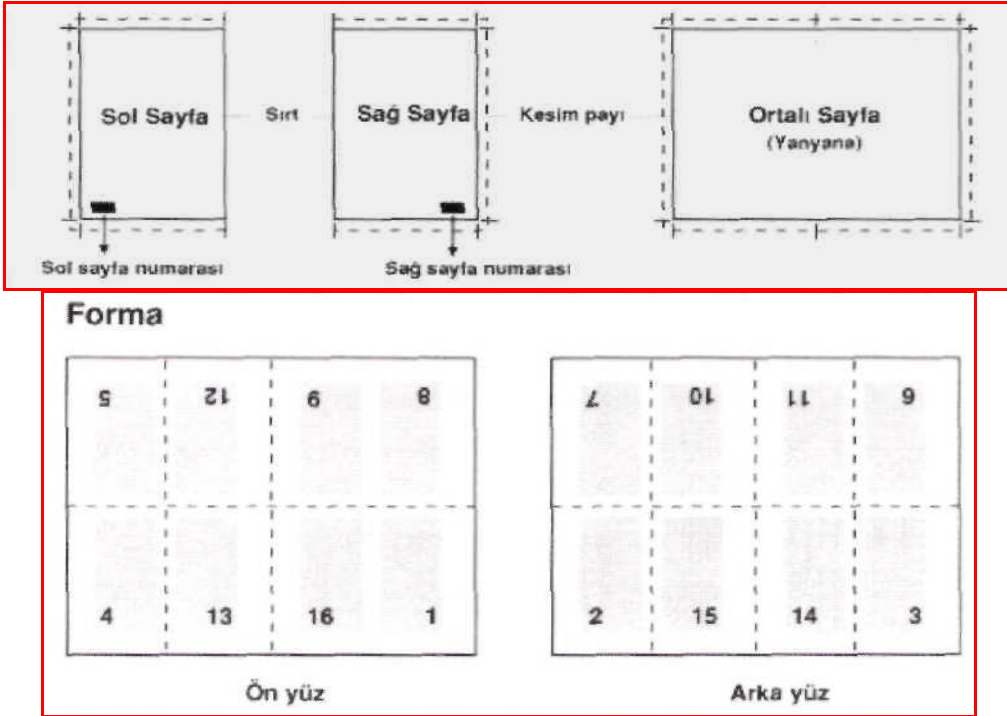 Sol Sayfa
Sırt
Sağ Sayfa
Kesim payı
Ortalı Sayfa
(Yanyana)
Sol sayfa numarası
Sağ sayfa numarası
Forma
5 12 9 8
4 13 16 1
Ön yüz
7 10 11 6
2 15 14 3
Arka yüz